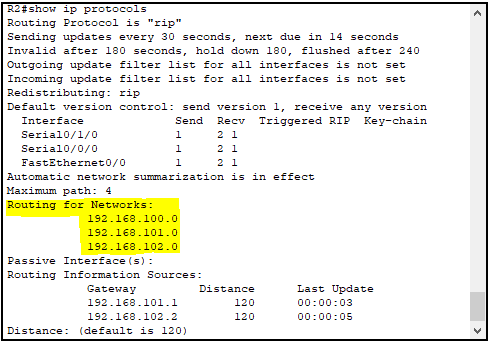 R2#show ip protocols
Routing Protocol is "rip"
Sending updates every 30 seconds, next due in 14 seconds
Invalid after 180 seconds, hold down 180, flushed after 240
Outgoing update filter list for all interfaces is not set
Incoming update filter list for all interfaces is not set
Redistributing: rip
Default version control: send version 1, receive any version
Interface Send Recv Triggered RIP Key-chain
Serial0/1/0 1 2 1
Serial0/0/0 1 2 1
FastEthernet0/0 1 2 1
Automatic network summarization is in effect
Maximum path: 4
Routing for Networks:
192.168.100.0
192.168.101.0
192.168.102.0
Passive Interface(s):
Routing Information Sources:
Gateway Distance Last Update
192.168.101.1 120 00:00:03
192.168.102.2 120 00:00:05
Distance: (default is 120)